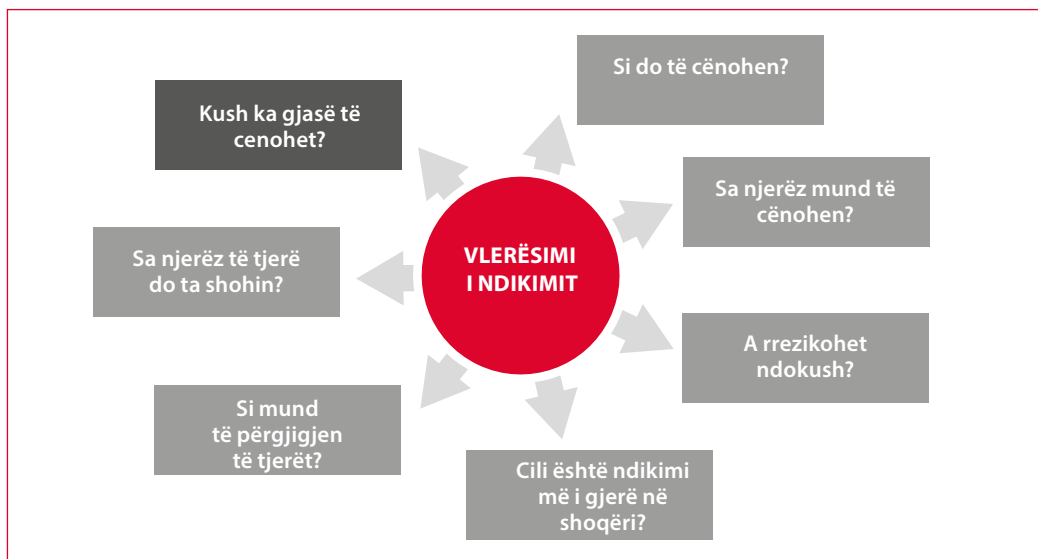 Si do të cënohen?
Kush ka gjasë të
cenohet?
Sa njerëz mund të
cënohen?
VLERËSIMI
I NDIKIMIT
Sa njerëz të tjerë
do ta shohin?
A rrezikohet
ndokush?
Si mund
të përgjigjen
të tjerët?
Cili është ndikimi
më i gjerë në
shoqëri?